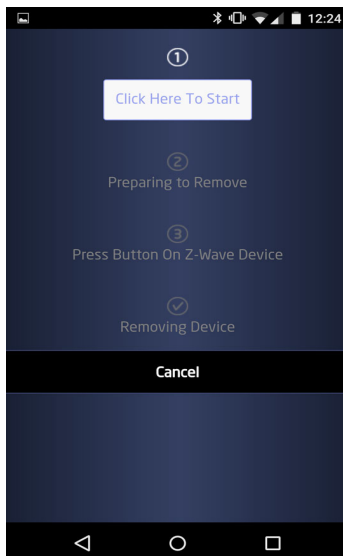 12:24
1
Click Here To Start
2
Preparing to Remove
3
Press Button On Z-Wave Device
Removing Device
Cancel